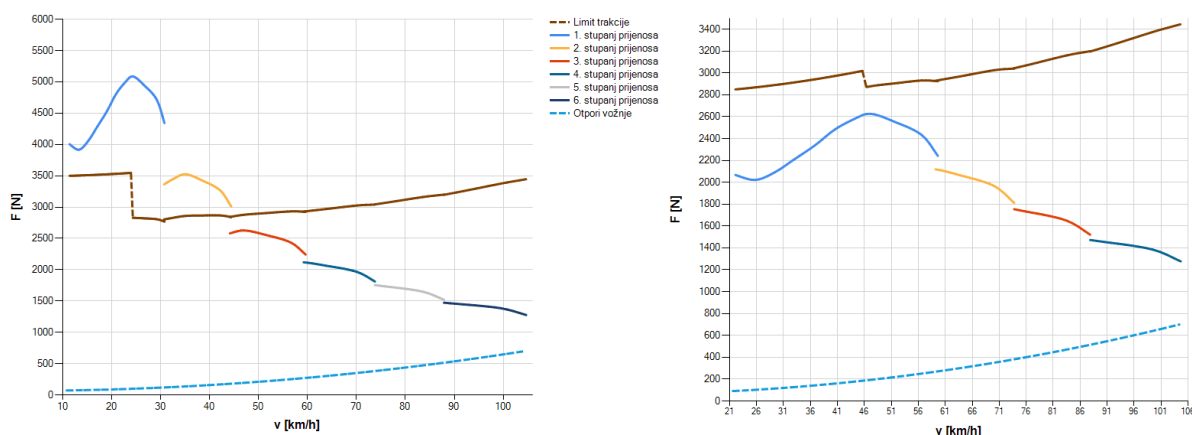 6000
5500
5000
4500
4000
3500
3000
2500
2000
1500
1000
500
0
F [N]
10 20 30 40 50 60 70 80 90 100
v [km/h]
Limit trakcije
1. stupanj prijenosa
2. stupanj prijenosa
3. stupanj prijenosa
4. stupanj prijenosa
5. stupanj prijenosa
6. stupanj prijenosa
Otpori vožnje
3400
3200
3000
2800
2600
2400
2200
2000
1800
1600
1400
1200
1000
800
600
400
200
0
F [N]
21 26 31 36 41 46 51 56 61 66 71 76 81 86 91 96 101 106
v [km/h]